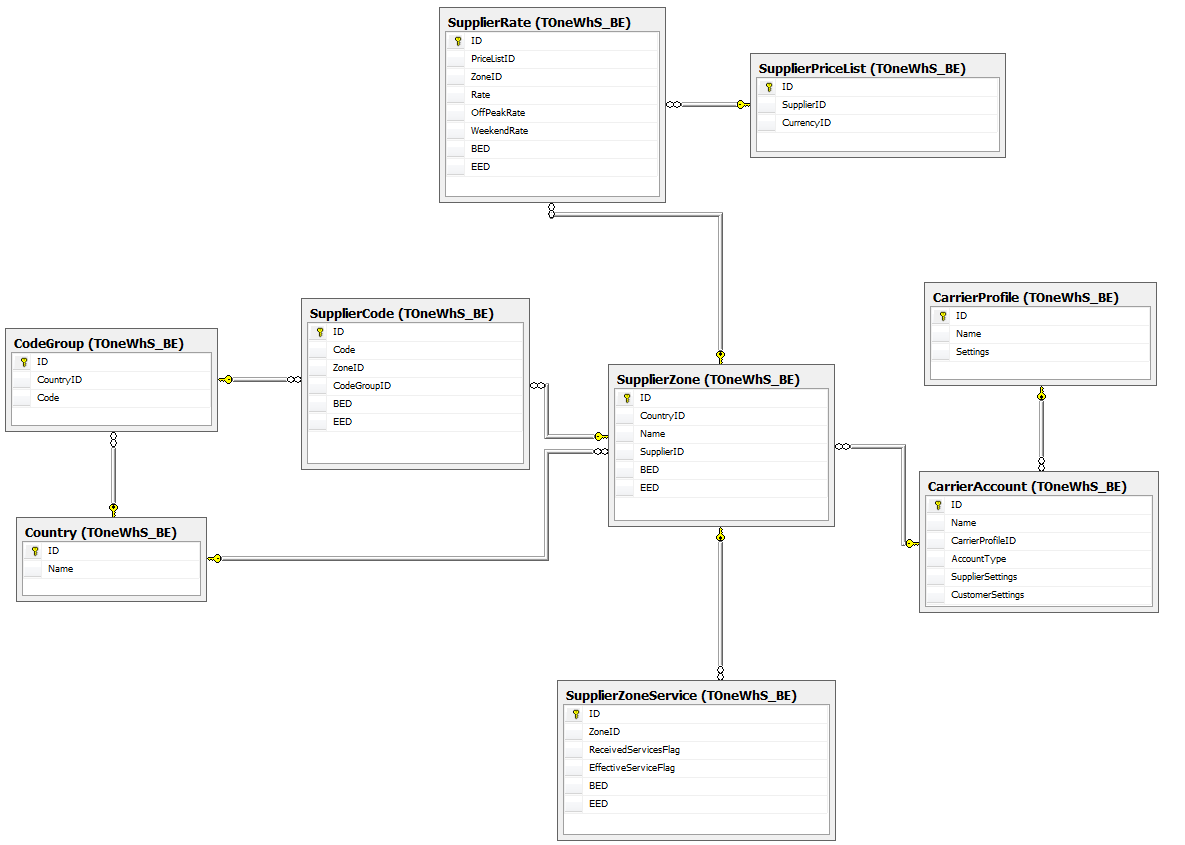 SupplierRate (TOneWhS_BE)
ID
PriceListID
ZoneID
Rate
OffPeakRate
WeekendRate
BED
EED
SupplierPriceList (TOneWhS_BE)
ID
SupplierID
CurrencyID
CarrierProfile (TOneWhS_BE)
ID
Name
Settings
SupplierCode (TOneWhS_BE)
ID
Code
ZoneID
CodeGroupID
BED
EED
CodeGroup (TOneWhS_BE)
ID
CountryID
Code
SupplierZone (TOneWhS_BE)
ID
CountryID
Name
SupplierID
BED
EED
CarrierAccount (TOneWhS_BE)
ID
Name
CarrierProfileID
AccountType
SupplierSettings
CustomerSettings
Country (TOneWhS_BE)
ID
Name
SupplierZoneService (TOneWhS_BE)
ID
ZoneID
ReceivedServicesFlag
EffectiveServiceFlag
BED
EED